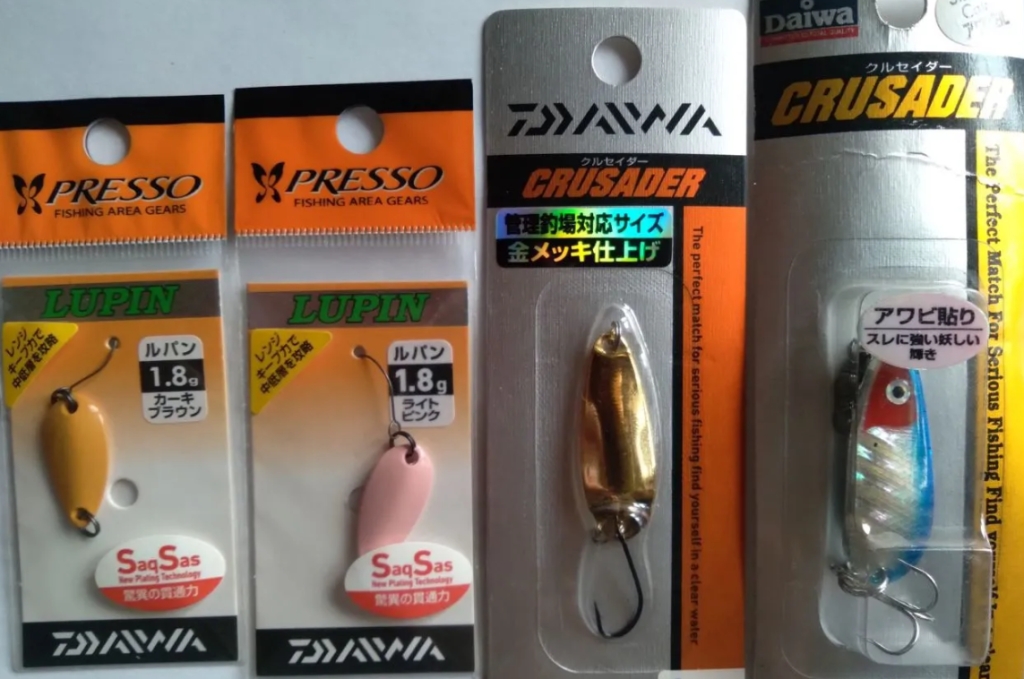 PRESSO
FISHING AREA GEARS
LUPIN
レンジ
キープ力で
中低層を攻略
ルパン
1.8g
カーキ
ブラウン
SaqSas
New Plating Technology
驚異の貫通力
DAIWA
PRESSO
FISHING AREA GEARS
LUPIN
レンジ
キープ力で
中低層を攻略
ルパン
1.8g
ライト
ピンク
SaqSas
New Plating Technology
驚異の貫通力
DAIWA
DAIWA
クルセイダー
CRUSADER
管理釣場対応サイズ
金メッキ仕上げ
The perfect match for serious fishing find yourself in a clear water
Daiwa
クルセイダー
CRUSADER
The Perfect Match For Serious Fishing Find
アワビ貼り
スレに強い妖しい
輝き